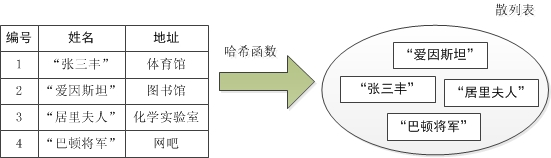 散列表
编号 姓名 地址
1 “张三丰” 体育馆
2 “爱因斯坦” 图书馆
3 “居里夫人” 化学实验室
4 “巴顿将军” 网吧
哈希函数
“爱因斯坦”
“张三丰”
“居里夫人”
“巴顿将军”